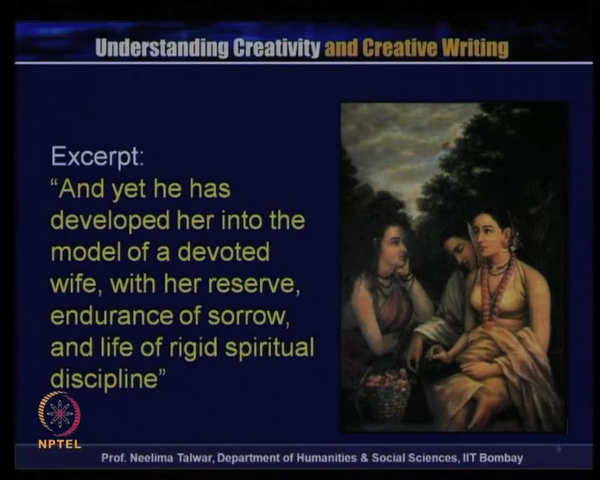 Understanding Creativity and Creative Writing
Excerpt:
“And yet he has
developed her into the
model of a devoted
wife, with her reserve,
endurance of sorrow,
and life of rigid spiritual
discipline”
NPTEL
9
Prof. Neelima Talwar, Department of Humanities & Social Sciences, IIT Bombay